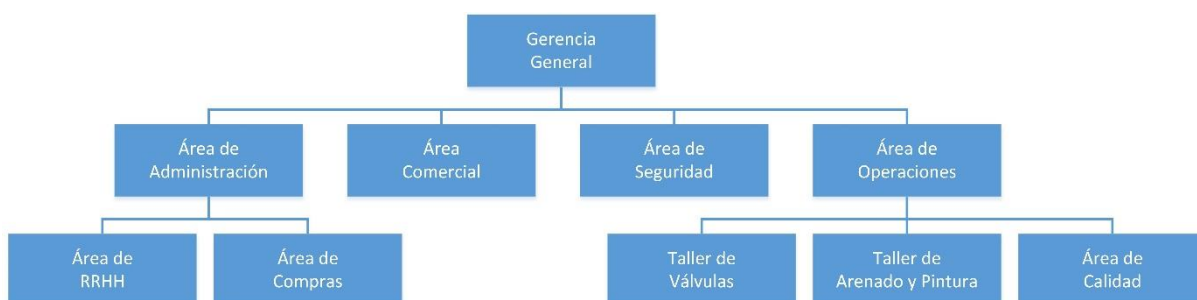 Gerencia
General
Área de
Administración
Área
Comercial
Área de
Seguridad
Área de
Operaciones
Área de
RRHH
Área de
Compras
Taller de
Válvulas
Taller de
Arenado y Pintura
Área de
Calidad